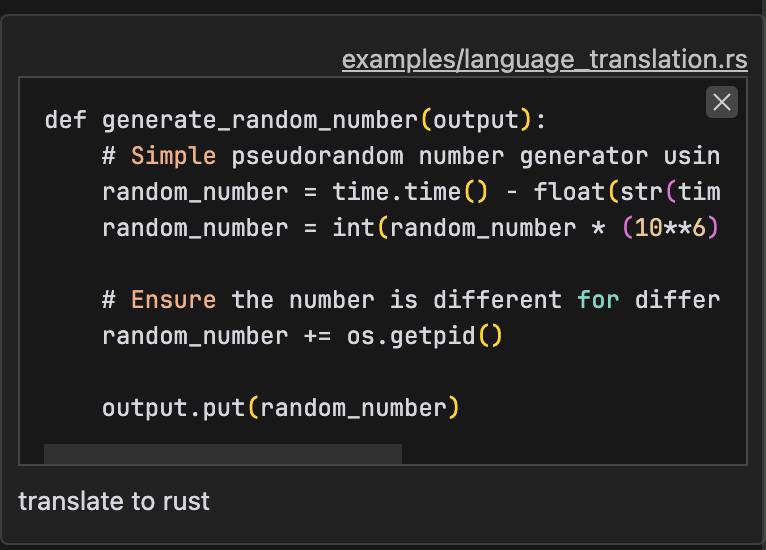 examples/language_translation.rs
def generate_random_number(output):
# Simple pseudorandom number generator usin
random_number = time.time() - float(str(tim
random_number = int(random_number * (10**6)
# Ensure the number is different for differ
random_number += os.getpid()
output.put(random_number)
translate to rust